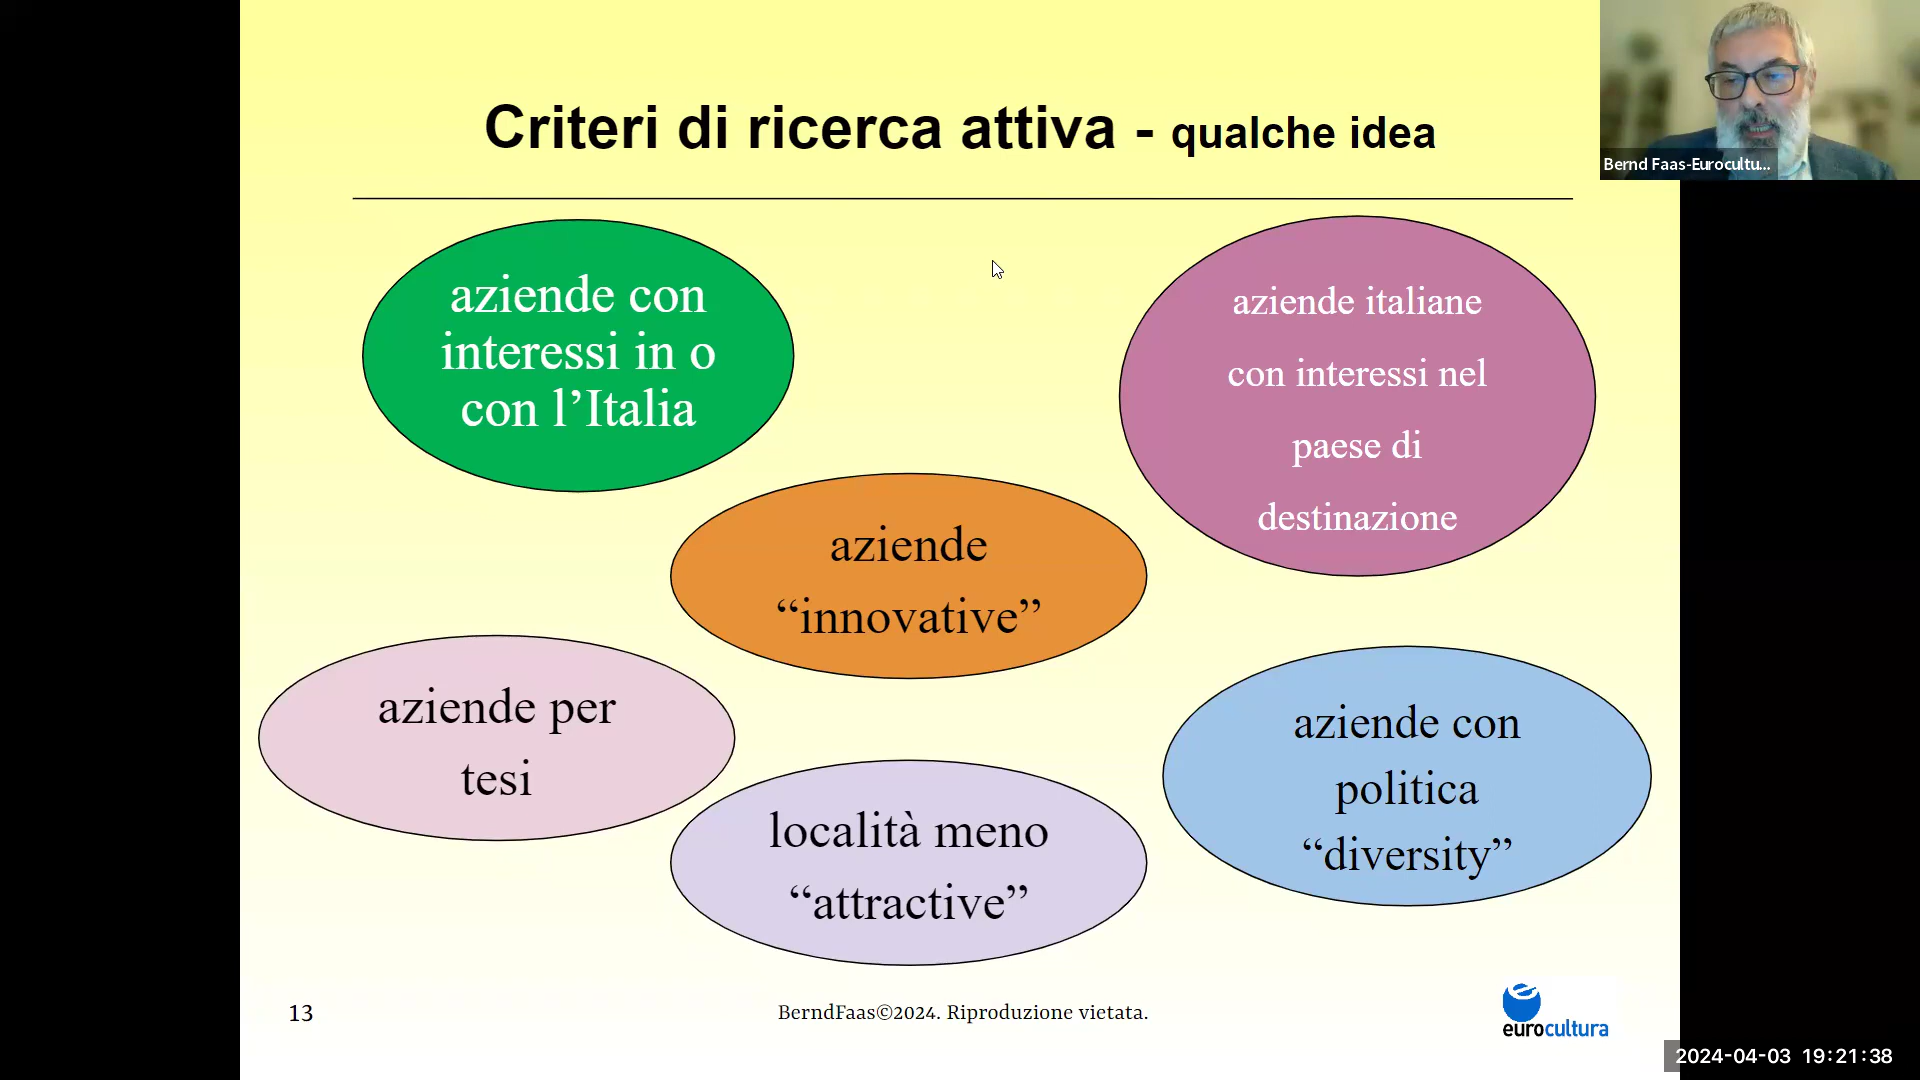 Criteri di ricerca attiva - qualche idea
Bernd Faas-Eurocultu...
aziende con
interessi in o
con l’Italia
aziende italiane
con interessi nel
paese di
destinazione
aziende
“innovative”
aziende per
tesi
località meno
“attractive”
aziende con
politica
“diversity”
13
BerndFaas©2024. Riproduzione vietata.
eurocultura
2024-04-03 19:21:38